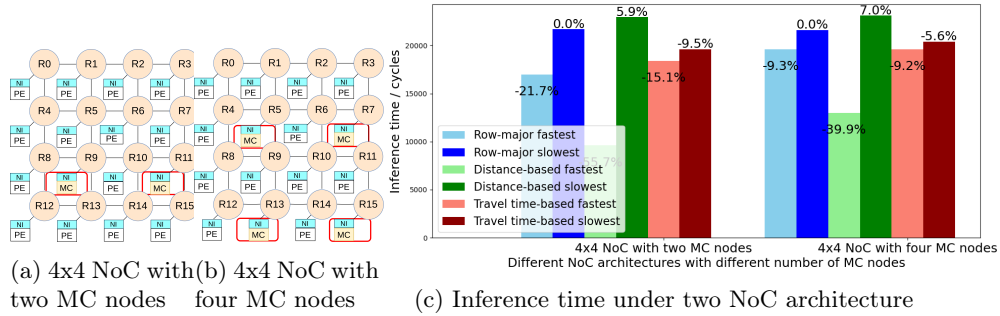 R0 R1 R2 R3
NI NI NI NI
PE PE PE PE
R4 R5 R6 R7
NI NI NI NI
PE PE PE PE
R8 R9 R10 R11
NI NI NI NI
PE MC PE MC
R12 R13 R14 R15
NI NI NI NI
PE PE PE PE
(a) 4x4 NoC with
two MC nodes
R0 R1 R2 R3
NI NI NI NI
PE PE PE PE
R4 R5 R6 R7
NI NI NI NI
PE MC PE MC
R8 R9 R10 R11
NI NI NI NI
PE PE PE PE
R12 R13 R14 R15
NI NI NI NI
PE MC PE MC
(b) 4x4 NoC with
four MC nodes
Inference time / cycles
20000
15000
10000
5000
0
-21.7%
0.0%
-55.7%
5.9%
-15.1%
-9.5%
-9.3%
0.0%
-39.9%
7.0%
-9.2%
-5.6%
Row-major fastest
Row-major slowest
Distance-based fastest
Distance-based slowest
Travel time-based fastest
Travel time-based slowest
4x4 NoC with two MC nodes
4x4 NoC with four MC nodes
Different NoC architectures with different number of MC nodes
(c) Inference time under two NoC architecture